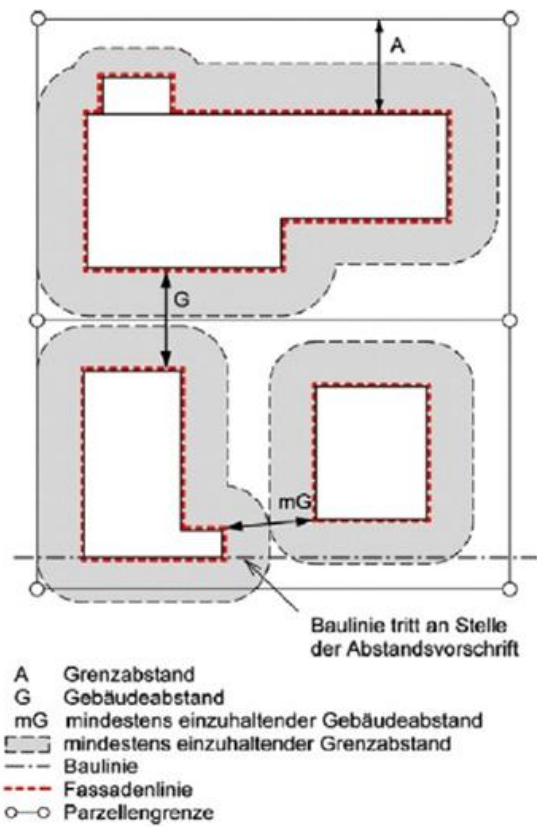 A
G
mG
Baulinie tritt an Stelle
der Abstandsvorschrift
A Grenzabstand
G Gebäudeabstand
mG mindestens einzuhaltender Gebäudeabstand
mindestens einzuhaltender Grenzabstand
Baulinie
Fassadenlinie
Parzellengrenze